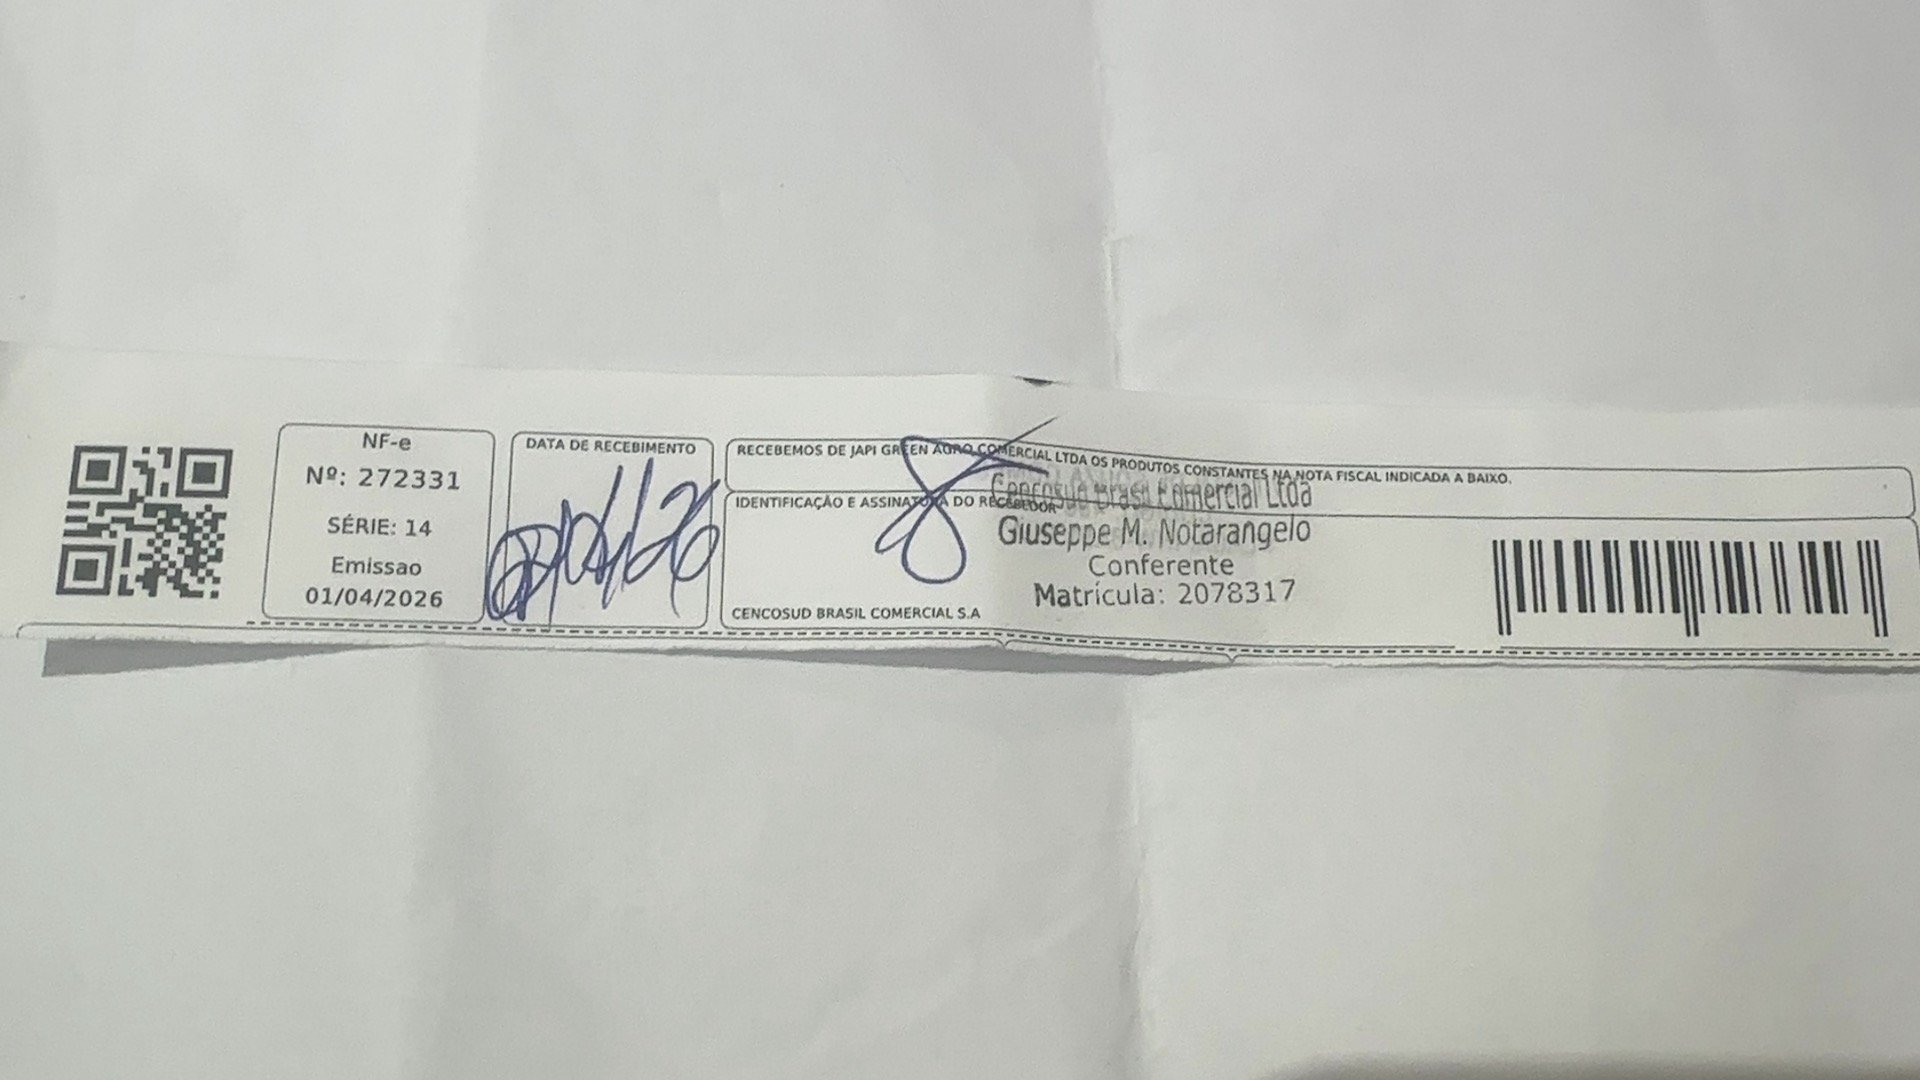 NF-e
Nº: 272331
SÉRIE: 14
Emissao
01/04/2026
DATA DE RECEBIMENTO
/04/26
RECEBEMOS DE JAPI GREEN AGRO COMERCIAL LTDA OS PRODUTOS CONSTANTES NA NOTA FISCAL INDICADA A BAIXO.
IDENTIFICAÇÃO E ASSINATURA DO RECEBEDOR
Cencosud Brasil Comercial Ltda
Giuseppe M. Notarangelo
Conferente
Matrícula: 2078317
CENCOSUD BRASIL COMERCIAL S.A